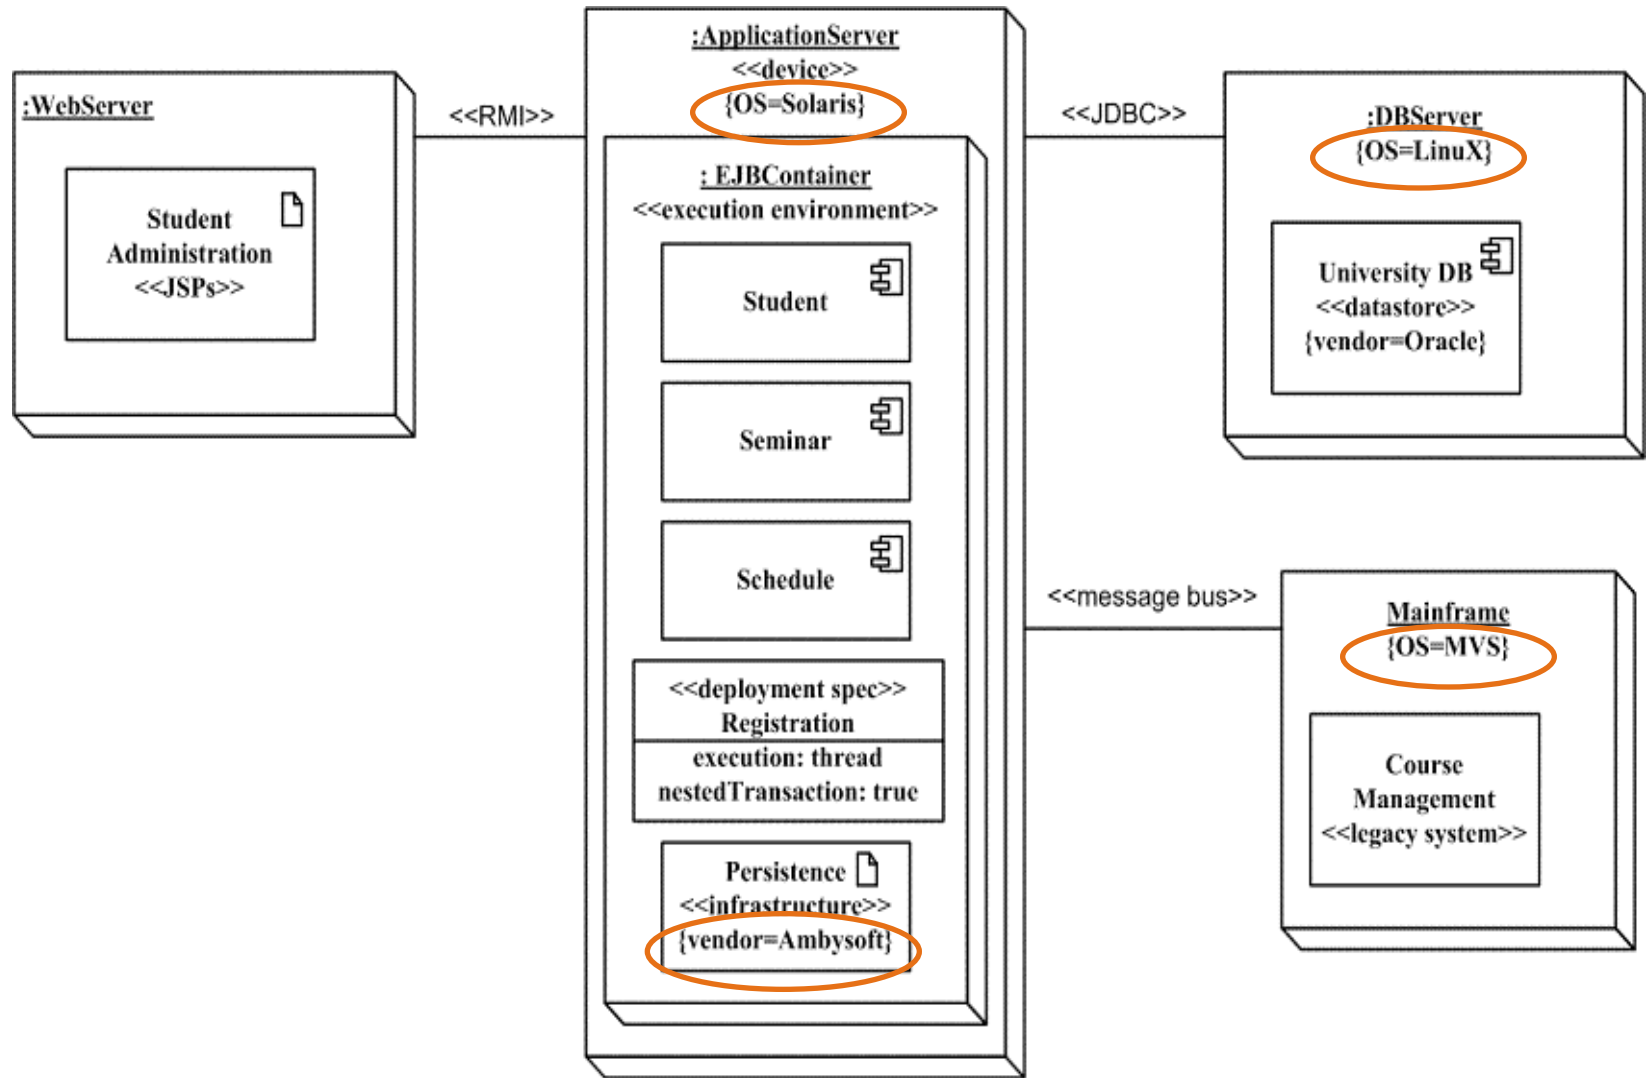 :WebServer
Student
Administration
<<JSPs>>
<<RMI>>
:ApplicationServer
<<device>>
{OS=Solaris}
: EJBContainer
<<execution environment>>
Student
Seminar
Schedule
<<deployment spec>>
Registration
execution: thread
nestedTransaction: true
Persistence
<<infrastructure>>
{vendor=Ambysoft}
<<JDBC>>
:DBServer
{OS=LinuX}
University DB
<<datastore>>
{vendor=Oracle}
<<message bus>>
Mainframe
{OS=MVS}
Course
Management
<<legacy system>>